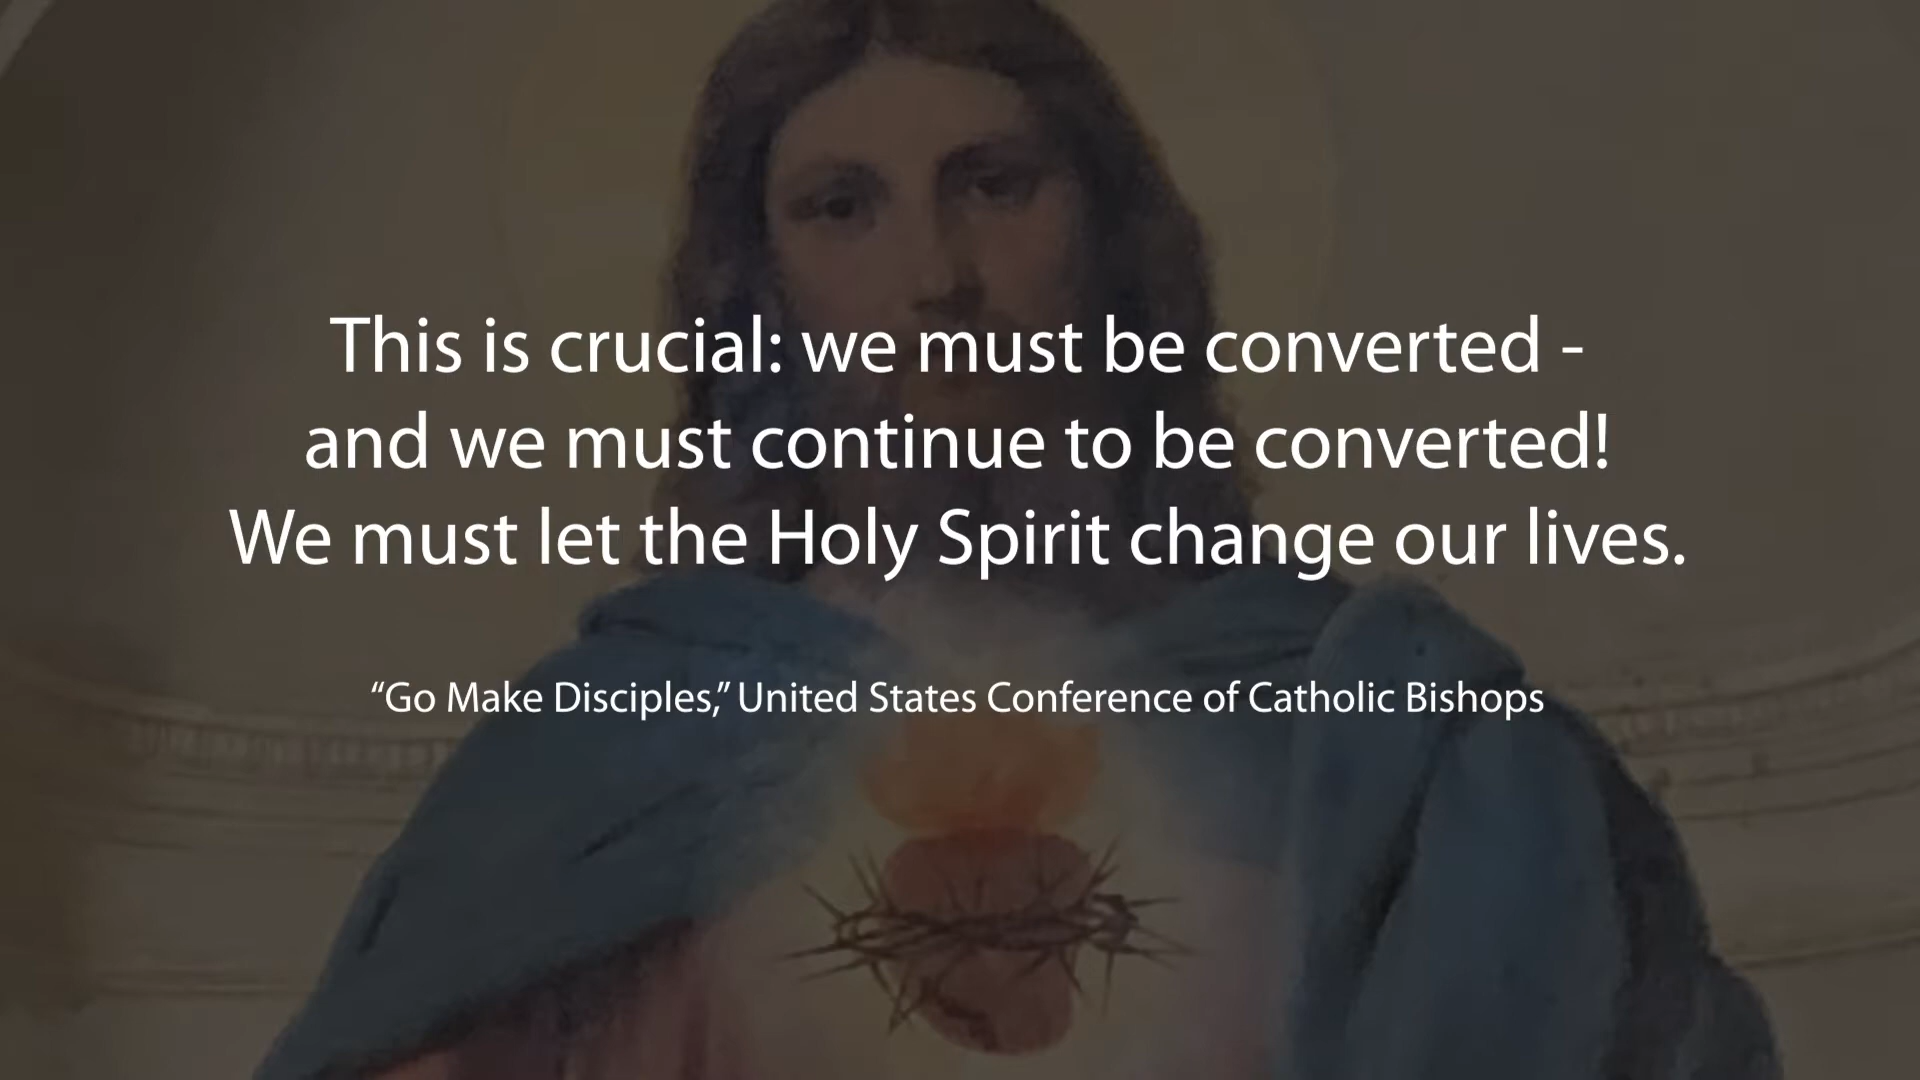 This is crucial: we must be converted -
and we must continue to be converted!
We must let the Holy Spirit change our lives.
“Go Make Disciples,” United States Conference of Catholic Bishops